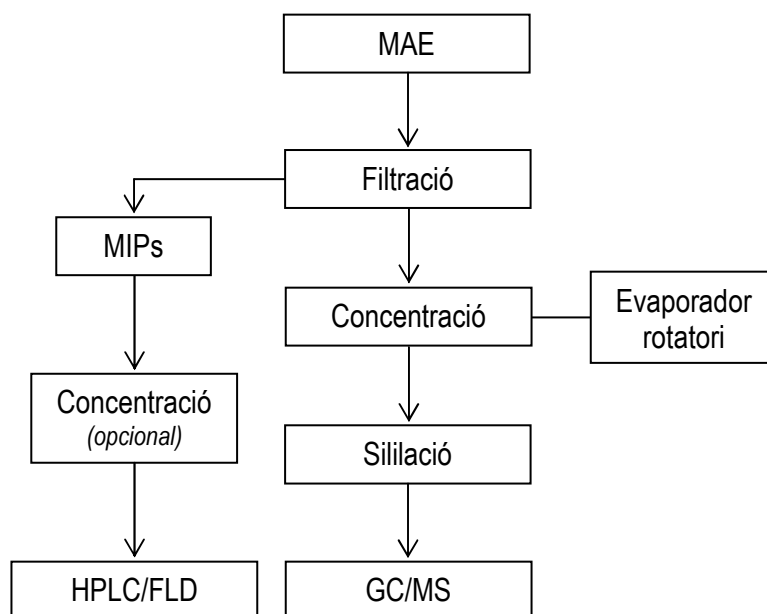 MAE
Filtració
MIPs
Concentració
Evaporador
rotatori
Concentració
(opcional)
Sililació
HPLC/FLD
GC/MS